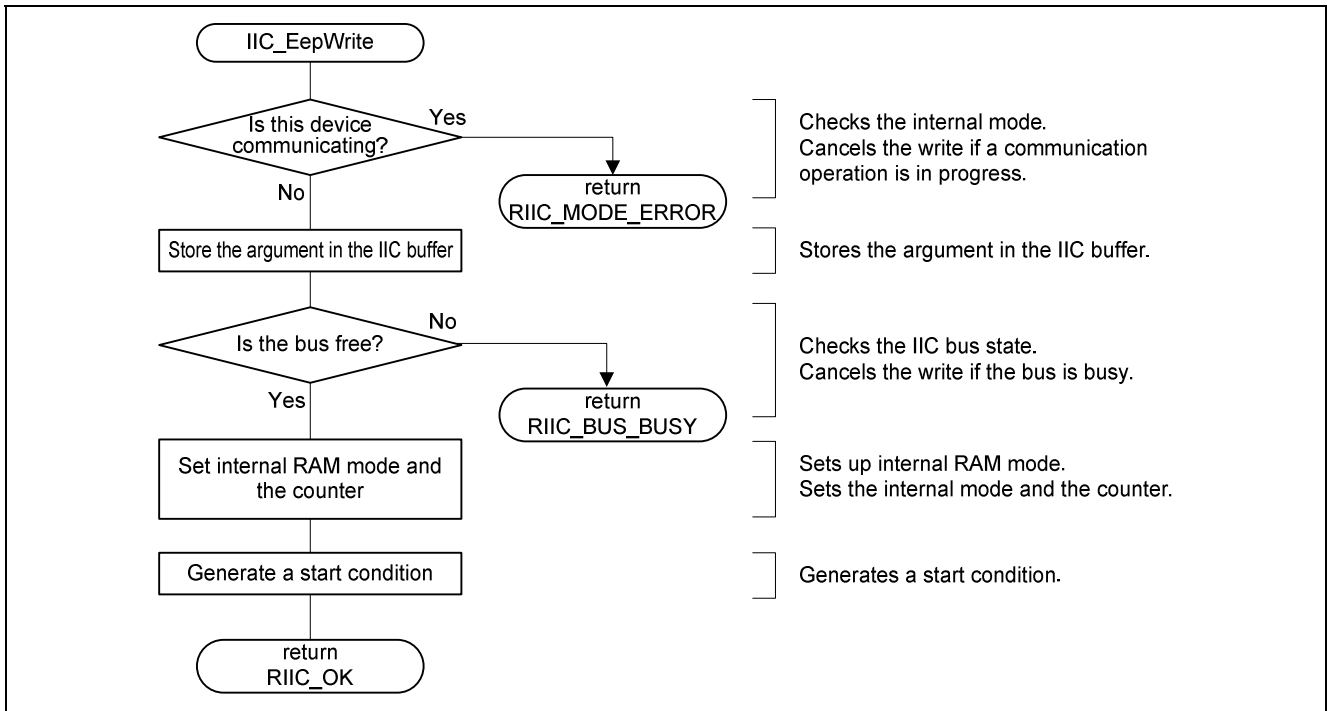 IIC_EepWrite
Is this device
communicating?
Yes
No
return
RIIC_MODE_ERROR
Checks the internal mode.
Cancels the write if a communication
operation is in progress.
Store the argument in the IIC buffer
Stores the argument in the IIC buffer.
Is the bus free?
No
Yes
return
RIIC_BUS_BUSY
Checks the IIC bus state.
Cancels the write if the bus is busy.
Set internal RAM mode and
the counter
Sets up internal RAM mode.
Sets the internal mode and the counter.
Generate a start condition
Generates a start condition.
return
RIIC_OK